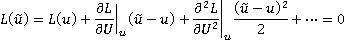 L(ũ) = L(u) + ∂L/∂U|_u (ũ − u) + ∂²L/∂U²|_u (ũ − u)²/2 + ⋯ = 0